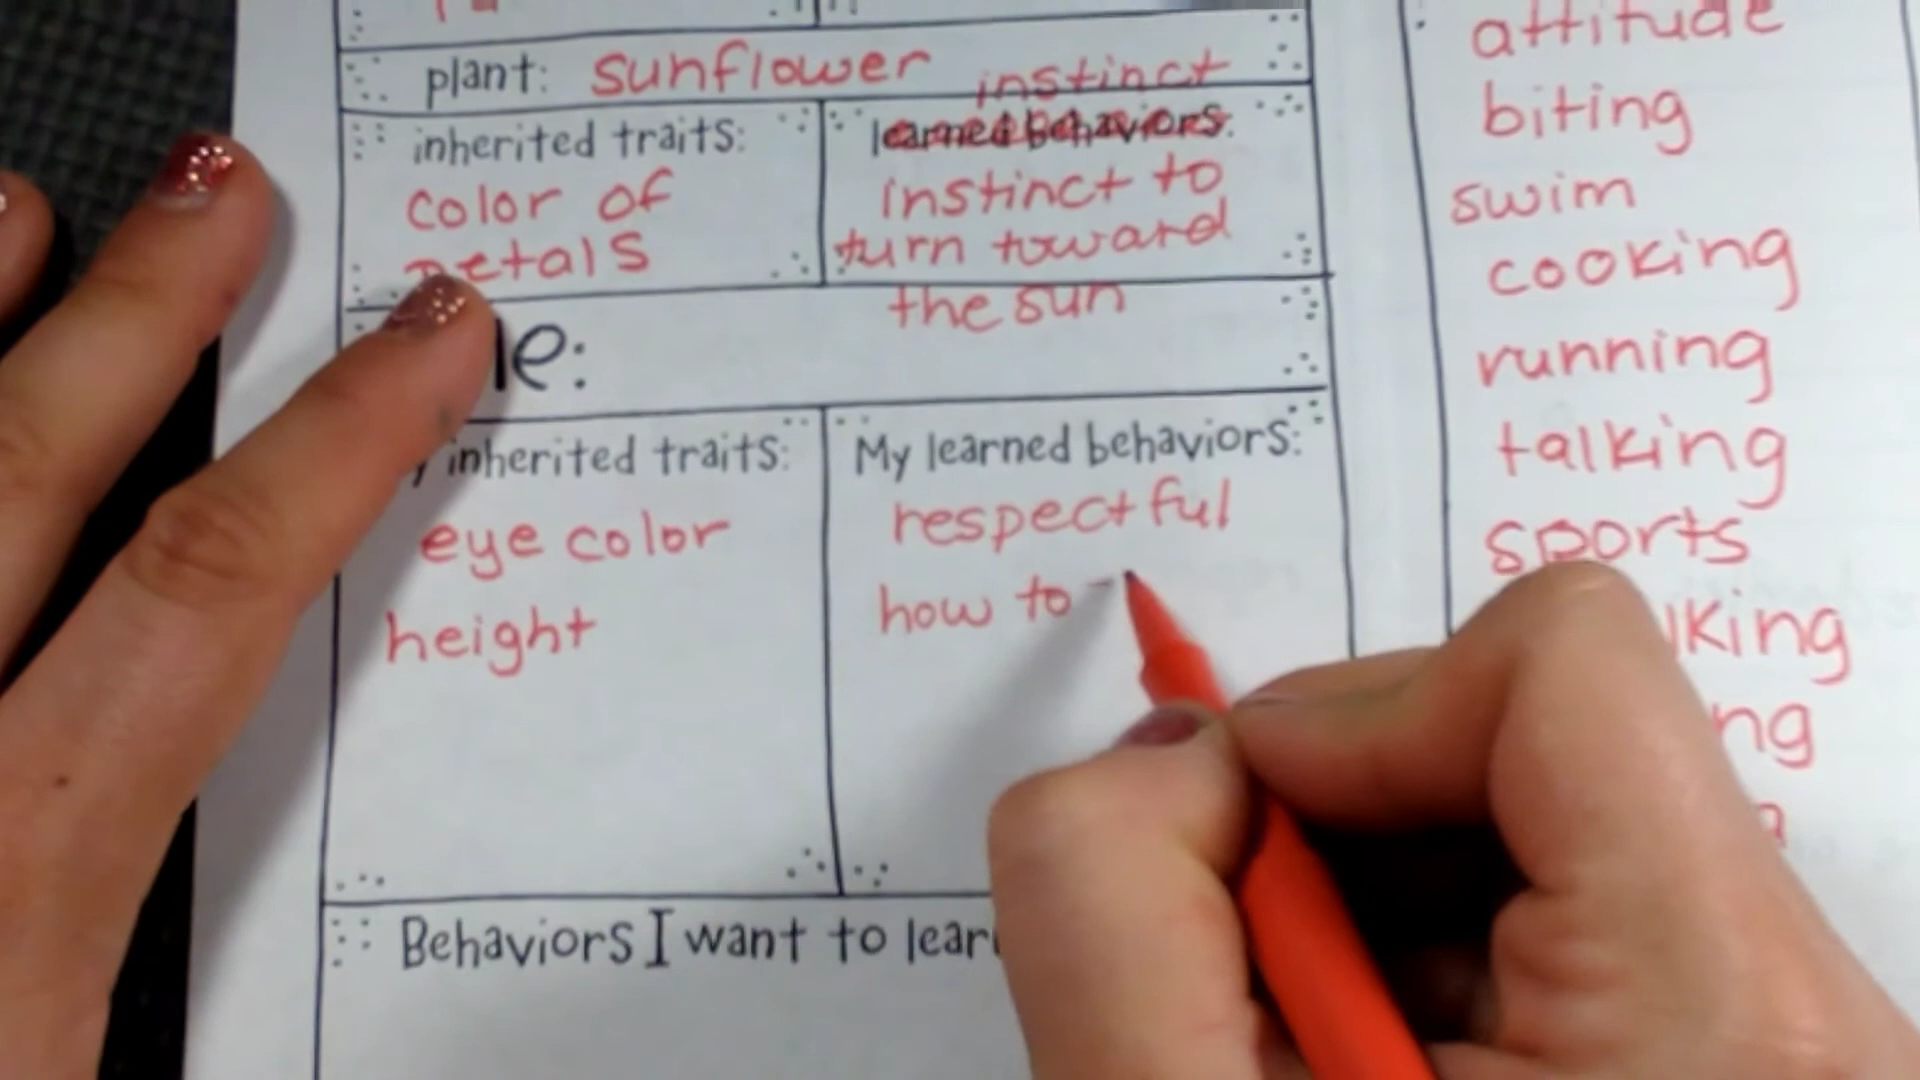 plant: sunflower
instinct
inherited traits:
color of
petals
learned behaviors:
instinct to
turn toward
the sun
e:
inherited traits:
eye color
height
My learned behaviors:
respectful
how to
Behaviors I want to lear
attitude
biting
swim
cooking
running
talking
sports
king
ng